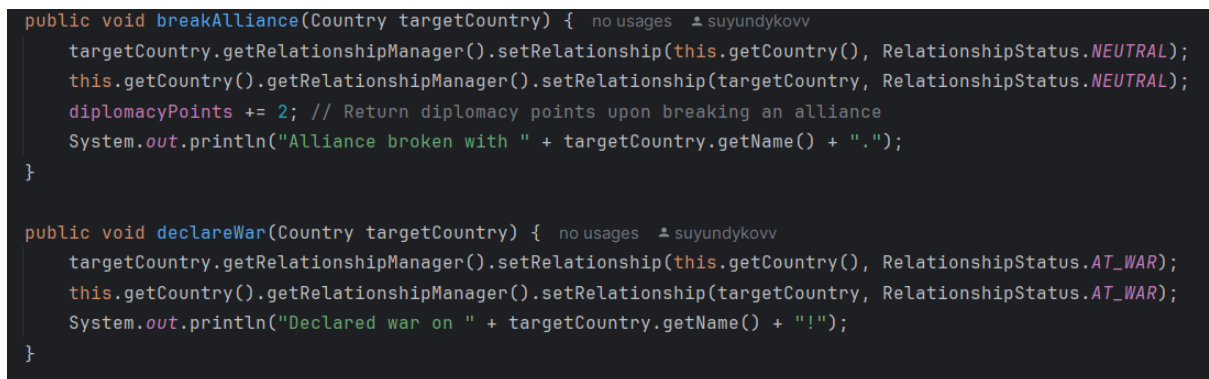 public void breakAlliance(Country targetCountry) { no usages suyundykovv
    targetCountry.getRelationshipManager().setRelationship(this.getCountry(), RelationshipStatus.NEUTRAL);
    this.getCountry().getRelationshipManager().setRelationship(targetCountry, RelationshipStatus.NEUTRAL);
    diplomacyPoints += 2; // Return diplomacy points upon breaking an alliance
    System.out.println("Alliance broken with " + targetCountry.getName() + ".");
}
public void declareWar(Country targetCountry) { no usages suyundykovv
    targetCountry.getRelationshipManager().setRelationship(this.getCountry(), RelationshipStatus.AT_WAR);
    this.getCountry().getRelationshipManager().setRelationship(targetCountry, RelationshipStatus.AT_WAR);
    System.out.println("Declared war on " + targetCountry.getName() + "!");
}